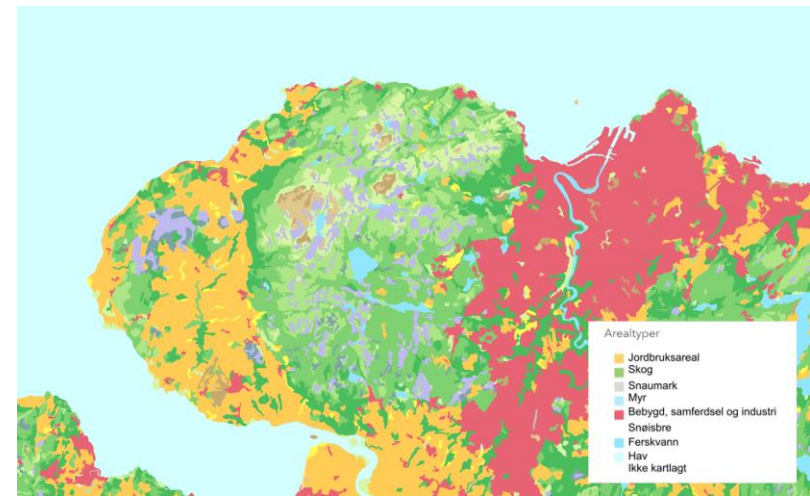 Arealtyper
Jordbruksareal
Skog
Snaumark
Myr
Bebygd, samferdsel og industri
Snøisbre
Ferskvann
Hav
Ikke kartlagt